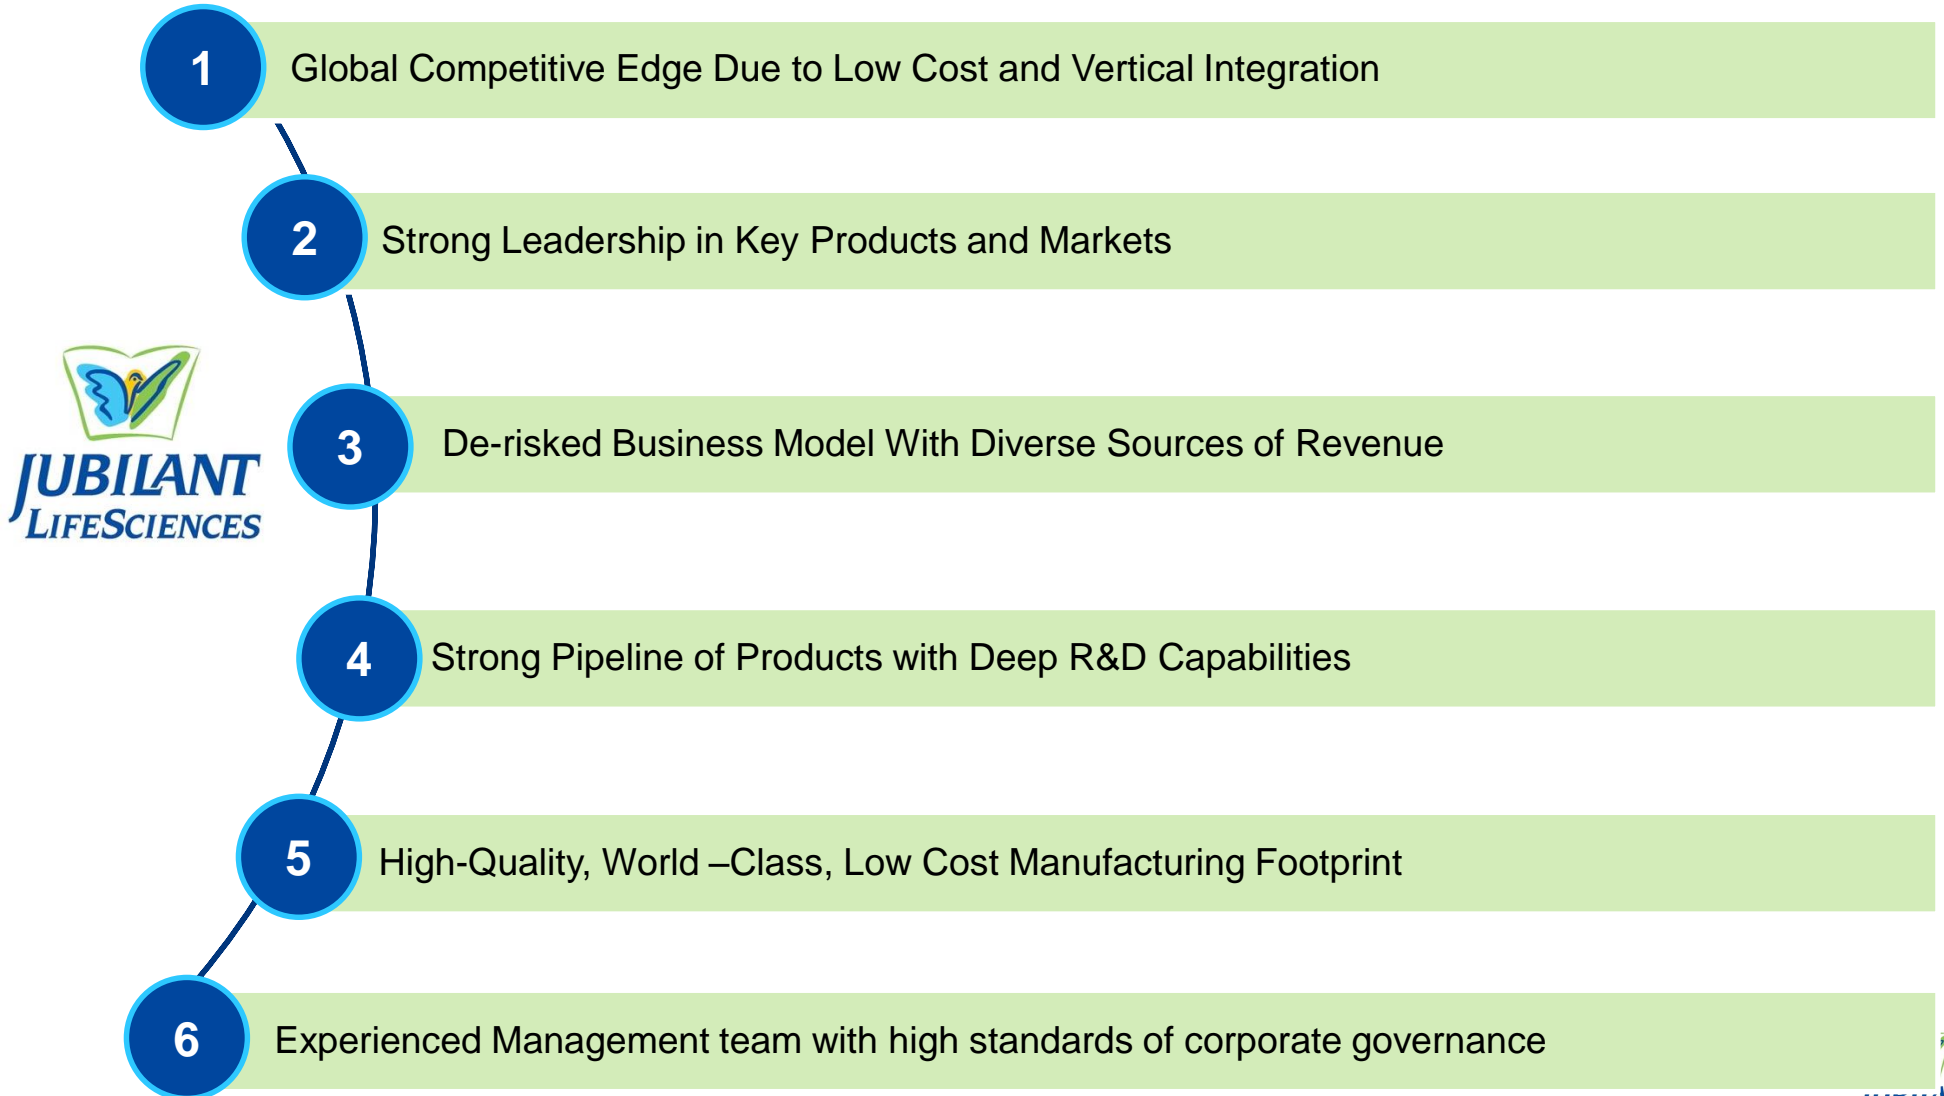 1
Global Competitive Edge Due to Low Cost and Vertical Integration
2
Strong Leadership in Key Products and Markets
JUBILANT
LIFESCIENCES
3
De-risked Business Model With Diverse Sources of Revenue
4
Strong Pipeline of Products with Deep R&D Capabilities
5
High-Quality, World –Class, Low Cost Manufacturing Footprint
6
Experienced Management team with high standards of corporate governance